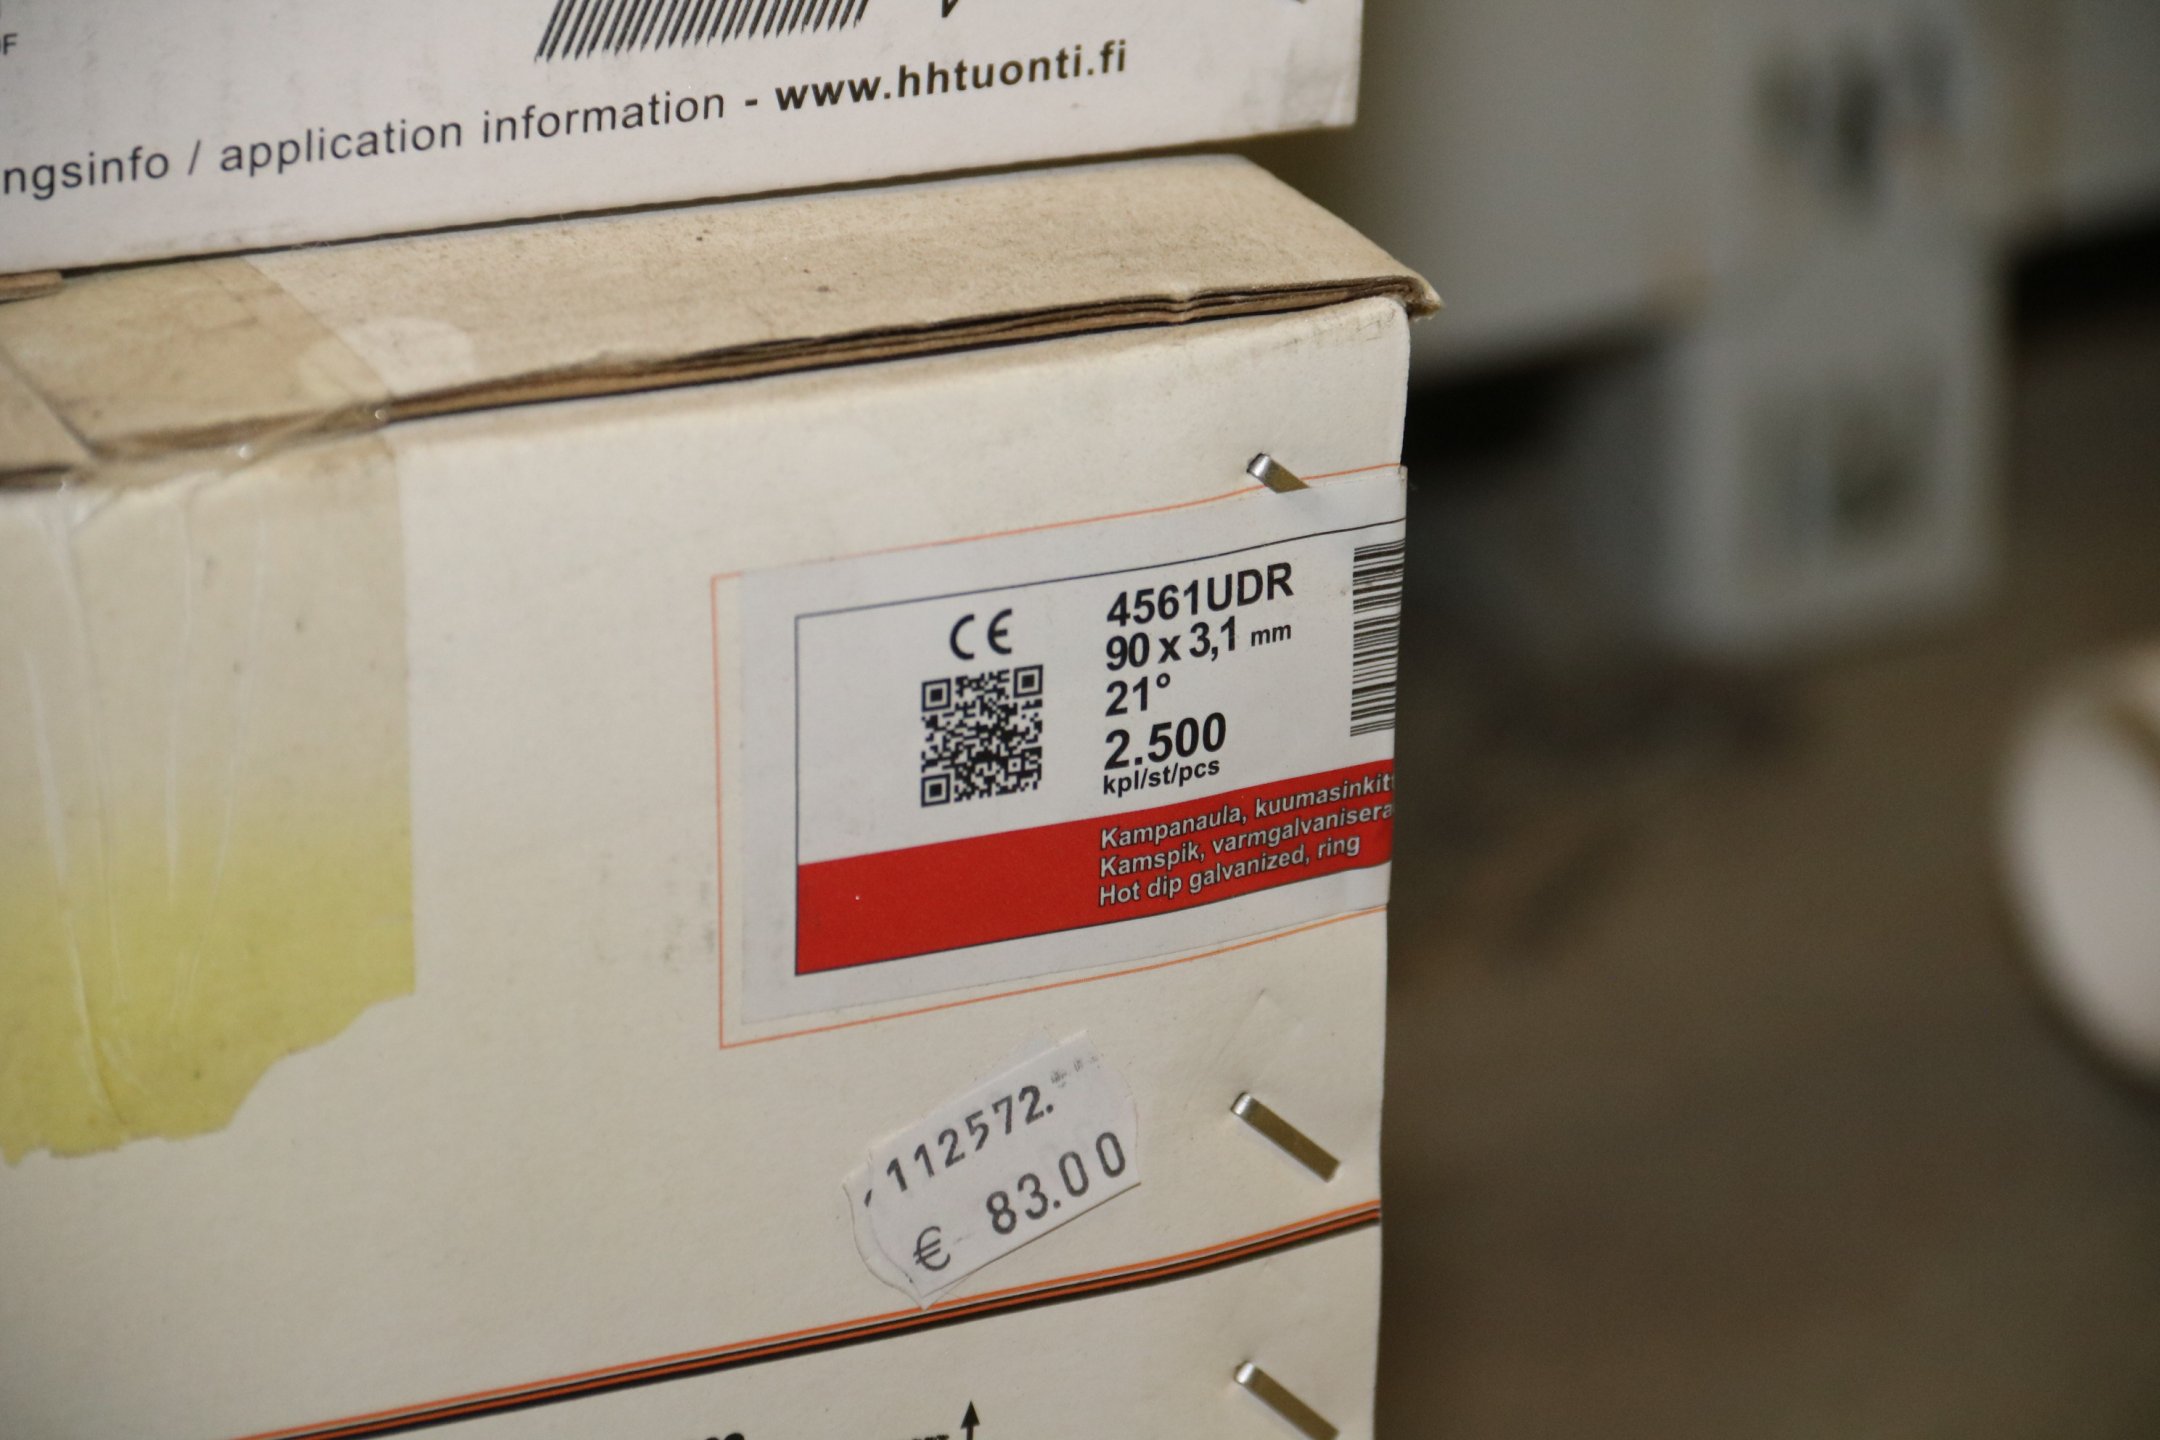 ngsinfo / application information - www.hhtuonti.fi
CE
4561UDR
90 x 3,1 mm
21°
2.500
kpl/st/pcs
Kampanaula, kuumasinkitt
Kamspik, varmgalvanisera
Hot dip galvanized, ring
112572.
€ 83.00